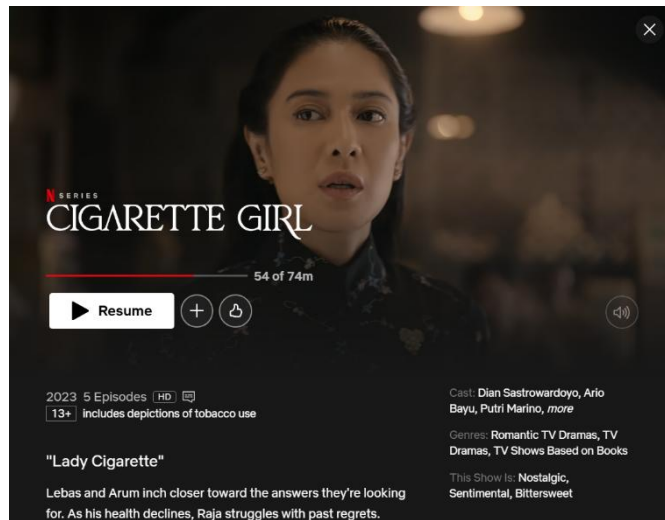 N SERIES
CIGARETTE GIRL
54 of 74m
Resume
2023 5 Episodes HD
13+ includes depictions of tobacco use
"Lady Cigarette"
Lebas and Arum inch closer toward the answers they're looking
for. As his health declines, Raja struggles with past regrets.
Cast: Dian Sastrowardoyo, Ario
Bayu, Putri Marino, more
Genres: Romantic TV Dramas, TV
Dramas, TV Shows Based on Books
This Show Is: Nostalgic,
Sentimental, Bittersweet